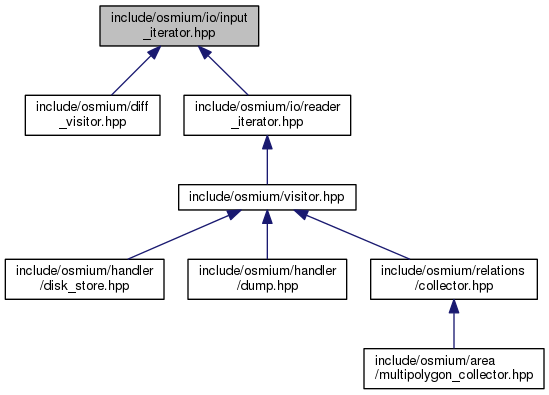 include/osmium/io/input
_iterator.hpp
include/osmium/diff
_visitor.hpp
include/osmium/io/reader
_iterator.hpp
include/osmium/visitor.hpp
include/osmium/handler
/disk_store.hpp
include/osmium/handler
/dump.hpp
include/osmium/relations
/collector.hpp
include/osmium/area
/multipolygon_collector.hpp